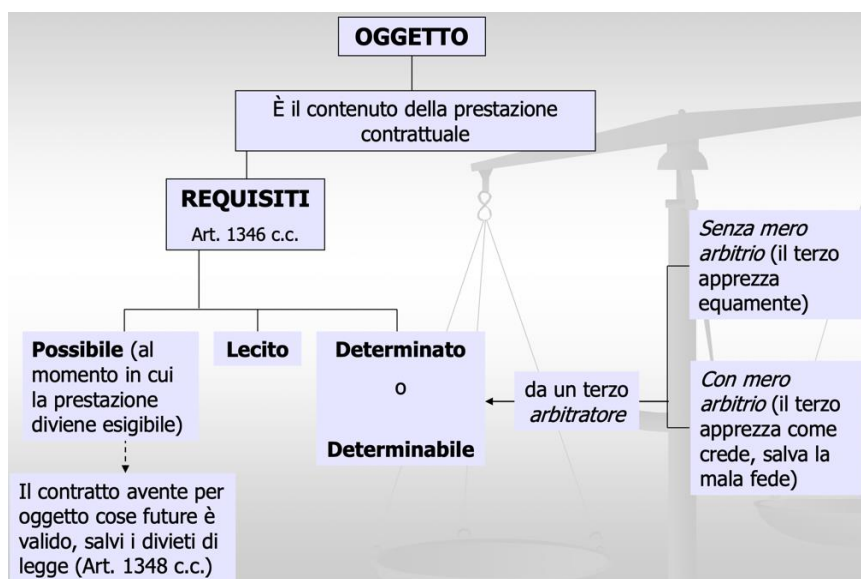 OGGETTO
È il contenuto della prestazione
contrattuale
REQUISITI
Art. 1346 c.c.
Possibile (al
momento in cui
la prestazione
diviene esigibile)
Lecito
Determinato
o
Determinabile
da un terzo
arbitratore
Senza mero
arbitrio (il terzo
apprezza
equamente)
Con mero
arbitrio (il terzo
apprezza come
crede, salva la
mala fede)
Il contratto avente per
oggetto cose future è
valido, salvi i divieti di
legge (Art. 1348 c.c.)